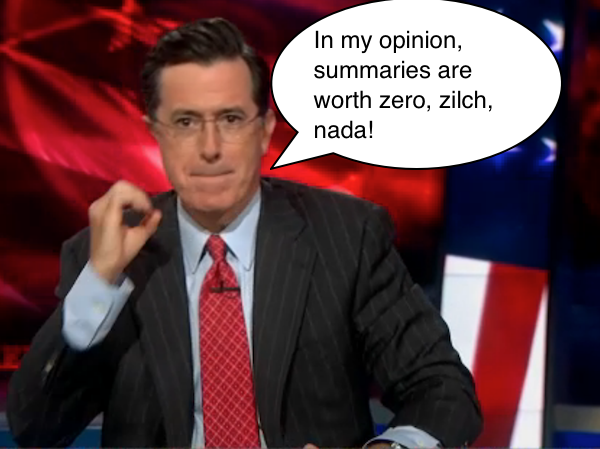 In my opinion,
summaries are
worth zero, zilch,
nada!